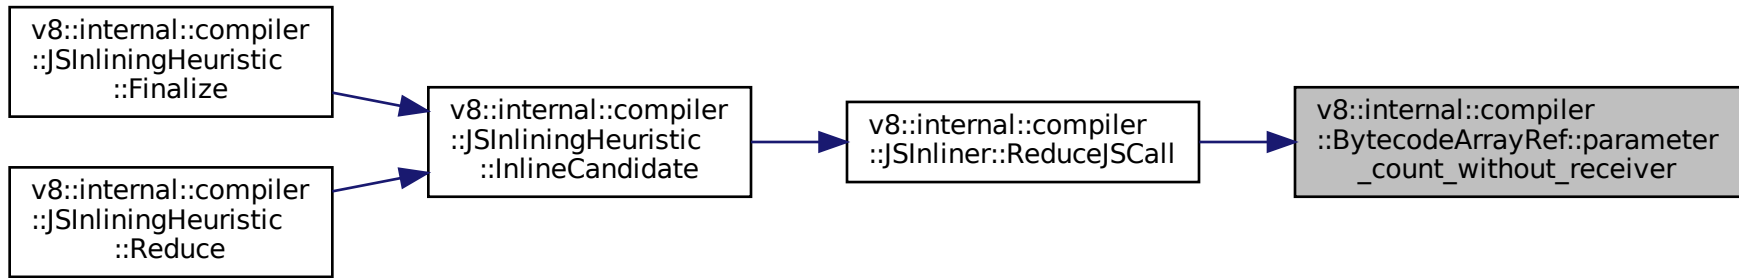 v8::internal::compiler
::JSInliningHeuristic
::Finalize
v8::internal::compiler
::JSInliningHeuristic
::Reduce
v8::internal::compiler
::JSInliningHeuristic
::InlineCandidate
v8::internal::compiler
::JSInliner::ReduceJSCall
v8::internal::compiler
::BytecodeArrayRef::parameter
_count_without_receiver